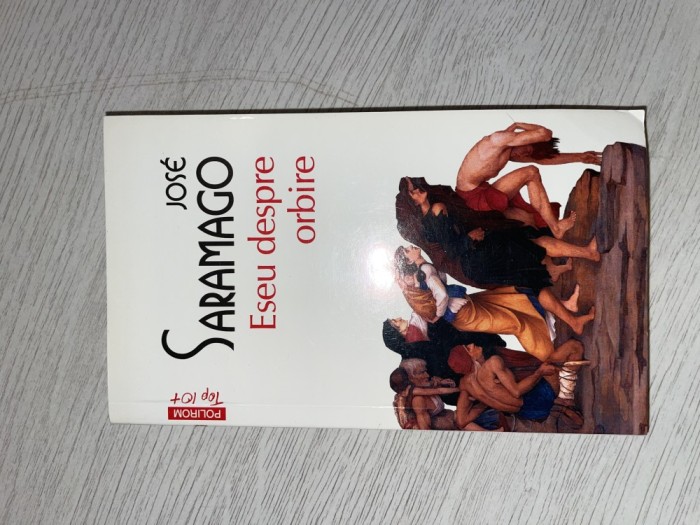 JOSÉ
SARAMAGO
Eseu despre
orbire
POLIROM
Top 10+